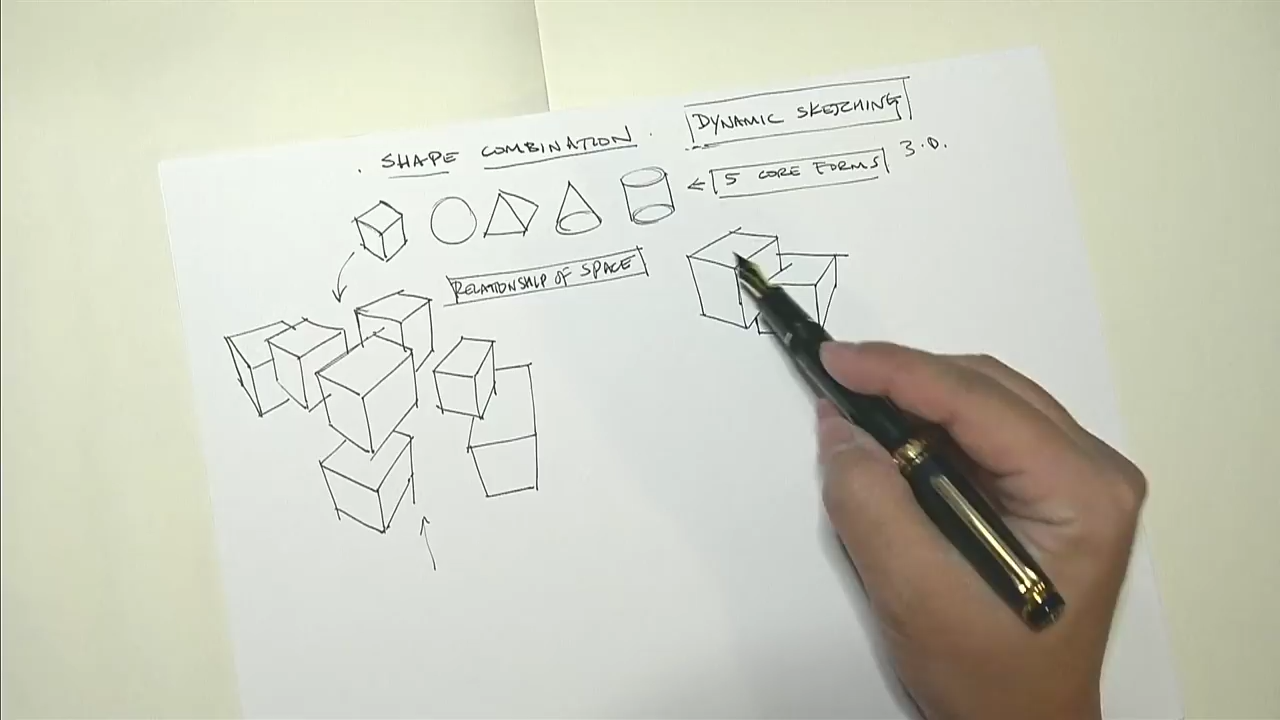 DYNAMIC SKETCHING
. SHAPE COMBINATION .
5 CORE FORMS
3.D.
RELATIONSHIP OF SPACE